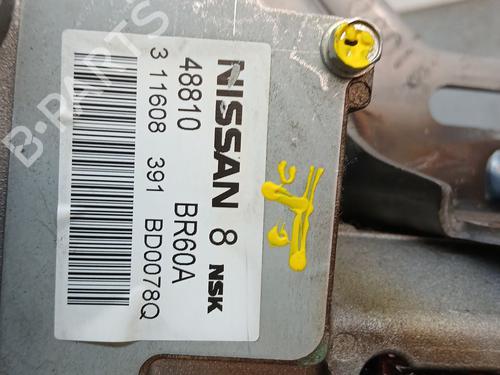 NISSAN 8 NSK
48810 BR60A
3 11608 391 BD0078Q
B-PARTS